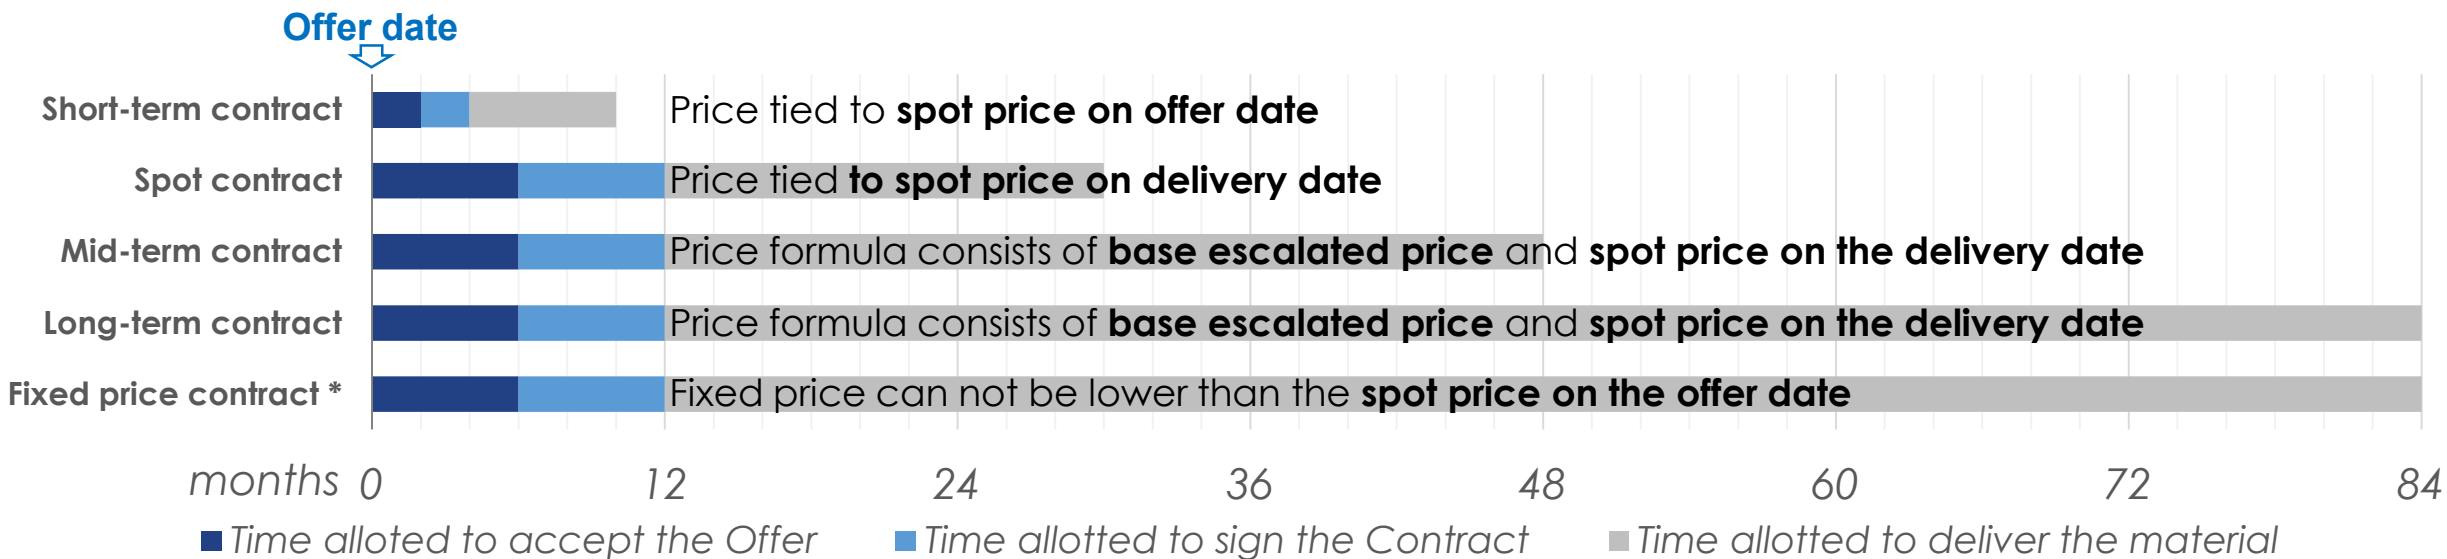 Offer date
Short-term contract Price tied to spot price on offer date
Spot contract Price tied to spot price on delivery date
Mid-term contract Price formula consists of base escalated price and spot price on the delivery date
Long-term contract Price formula consists of base escalated price and spot price on the delivery date
Fixed price contract * Fixed price can not be lower than the spot price on the offer date
months 0 12 24 36 48 60 72 84
Time alloted to accept the Offer Time allotted to sign the Contract Time allotted to deliver the material